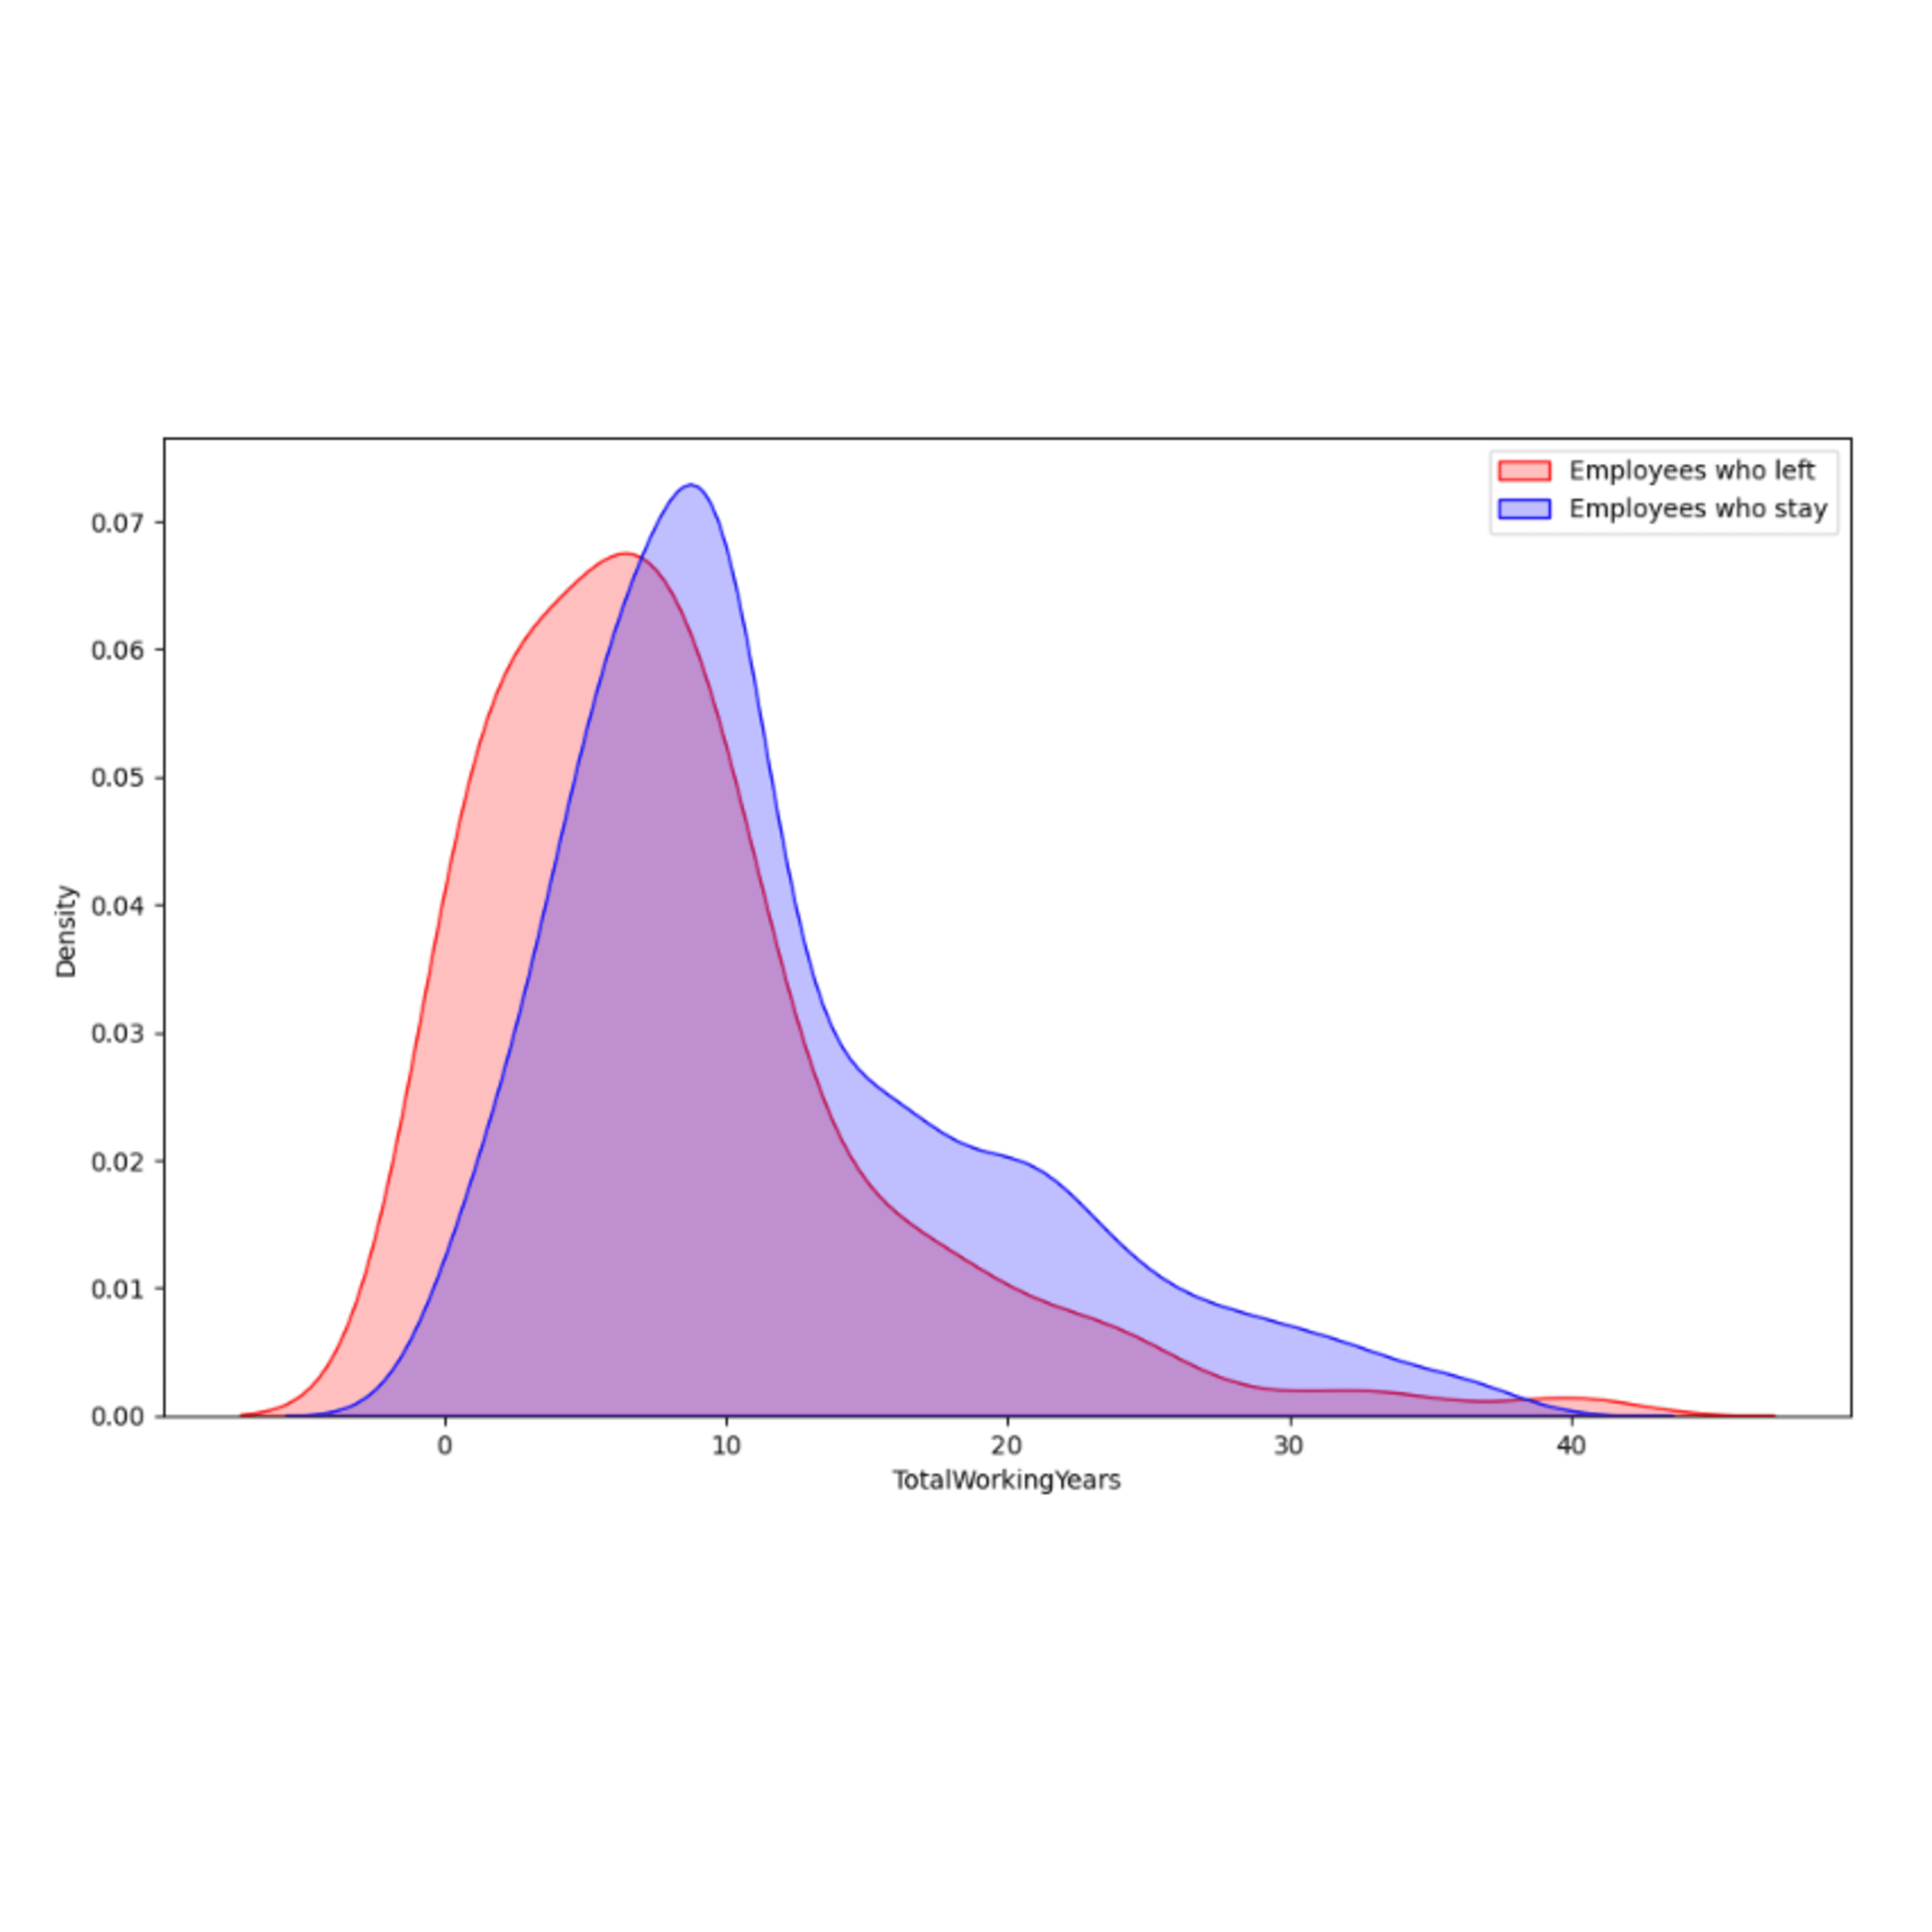 Employees who left
Employees who stay
0.07
0.06
0.05
0.04
0.03
0.02
0.01
0.00
Density
0 10 20 30 40
TotalWorkingYears